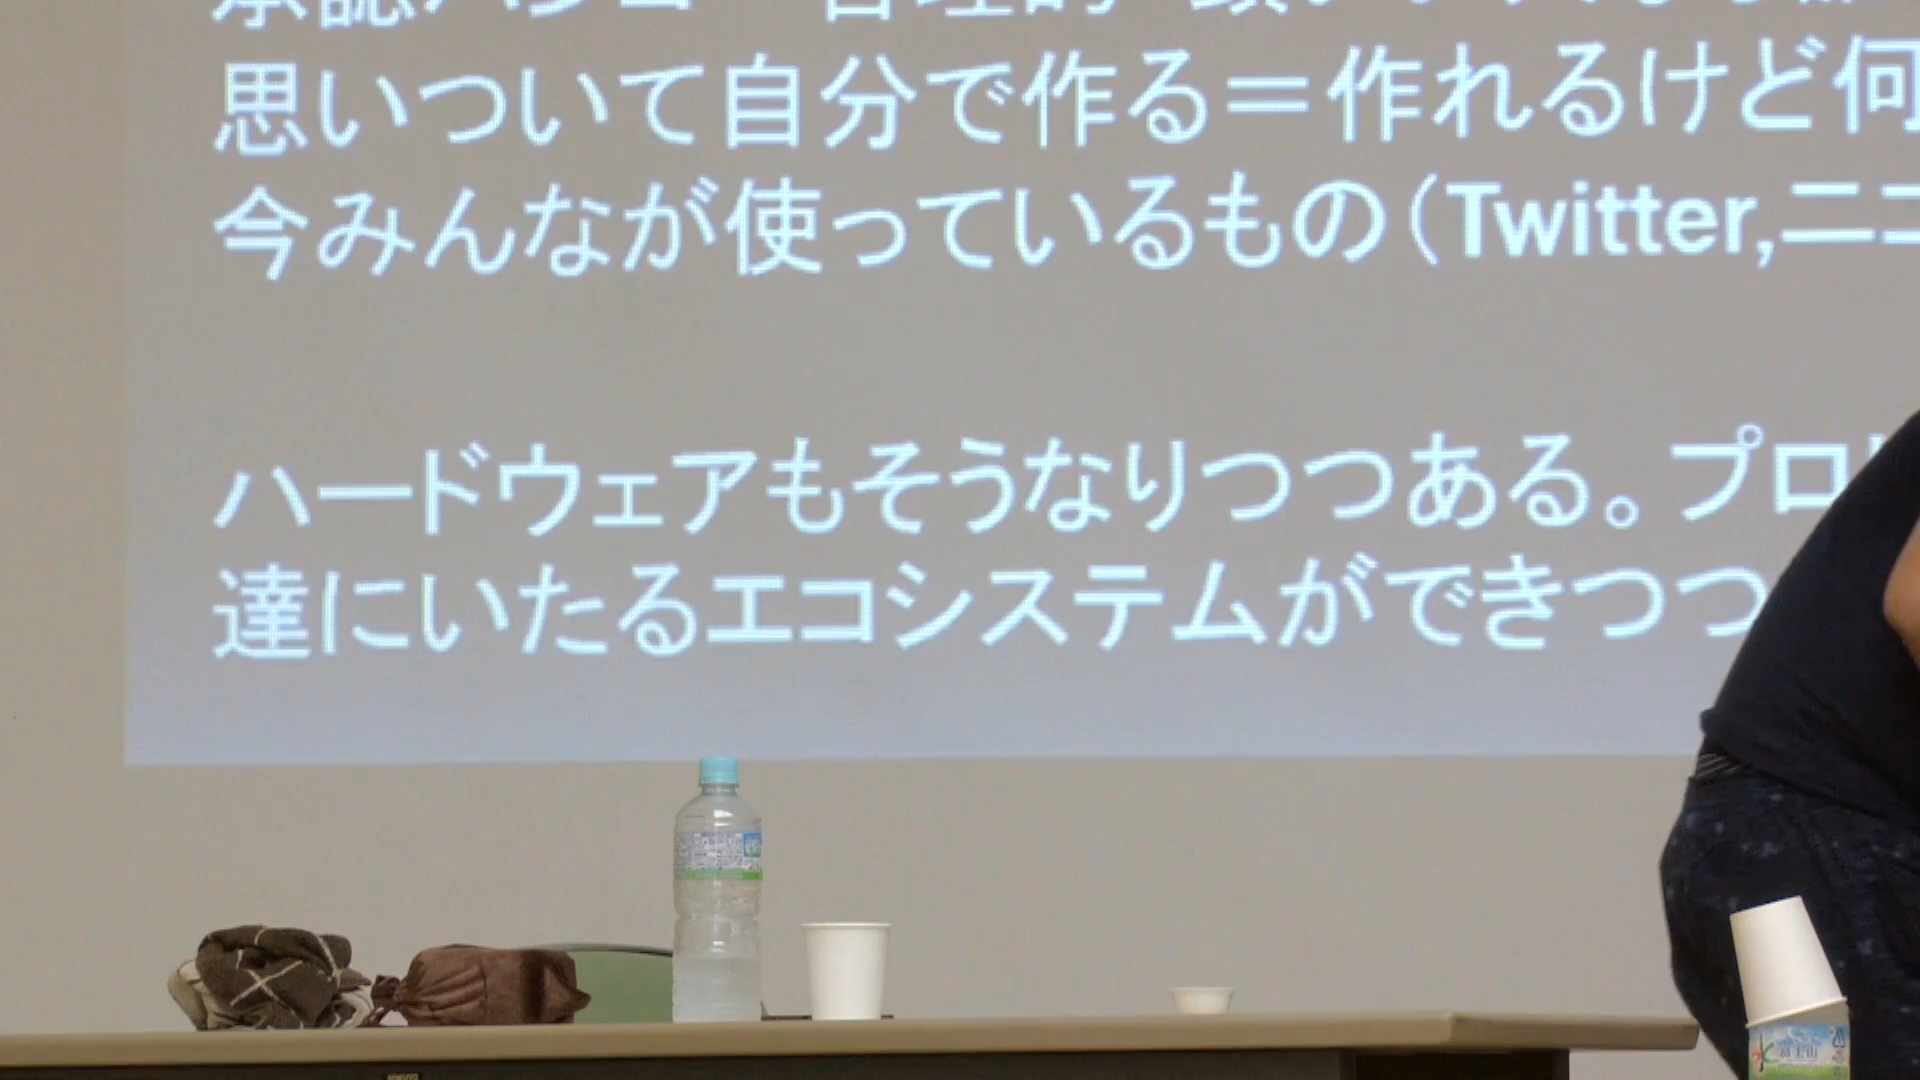 思いついて自分で作る＝作れるけど何
今みんなが使っているもの（Twitter,ニコ
ハードウェアもそうなりつつある。プロ
達にいたるエコシステムができつつ
富士山